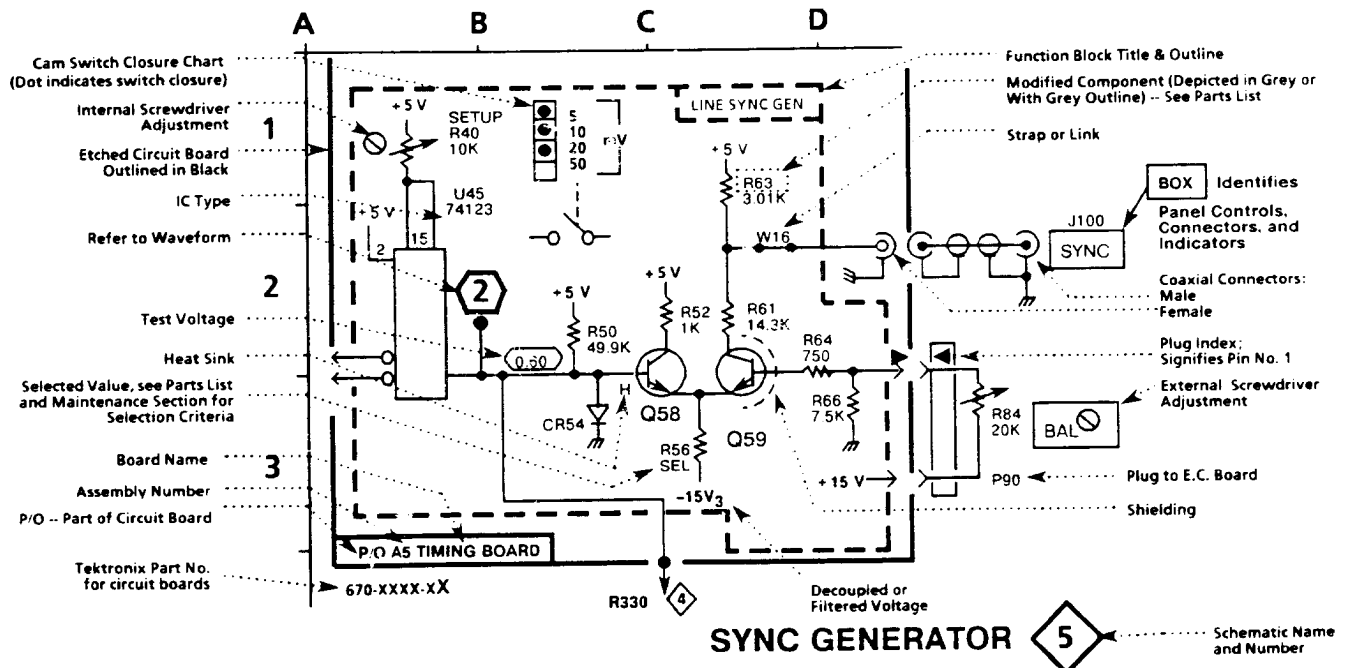 A B C D
1
2
3
Cam Switch Closure Chart
(Dot indicates switch closure)
Internal Screwdriver
Adjustment
Etched Circuit Board
Outlined in Black
IC Type
Refer to Waveform
Test Voltage
Heat Sink
Selected Value, see Parts List
and Maintenance Section for
Selection Criteria
Board Name
Assembly Number
P/O -- Part of Circuit Board
Tektronix Part No.
for circuit boards
+5 V
SETUP
R40
10K
U45
74123
+5 V
2
15
5
10
20
50
LINE SYNC GEN
+5 V
R63
3.01K
W16
2
+5 V
R50
49.9K
0.60
+5 V
R52
1K
R61
14.3K
R64
750
R66
7.5K
H
CR54
Q58
Q59
R56
SEL
-15V3
+15 V
P/O A5 TIMING BOARD
670-XXXX-XX
R330
4
Function Block Title & Outline
Modified Component (Depicted in Grey or
With Grey Outline) -- See Parts List
Strap or Link
BOX Identifies
Panel Controls,
Connectors, and
Indicators
J100
SYNC
Coaxial Connectors:
Male
Female
Plug Index;
Signifies Pin No. 1
External Screwdriver
Adjustment
R84
20K
BAL
P90
Plug to E.C. Board
Shielding
Decoupled or
Filtered Voltage
SYNC GENERATOR 5
Schematic Name
and Number